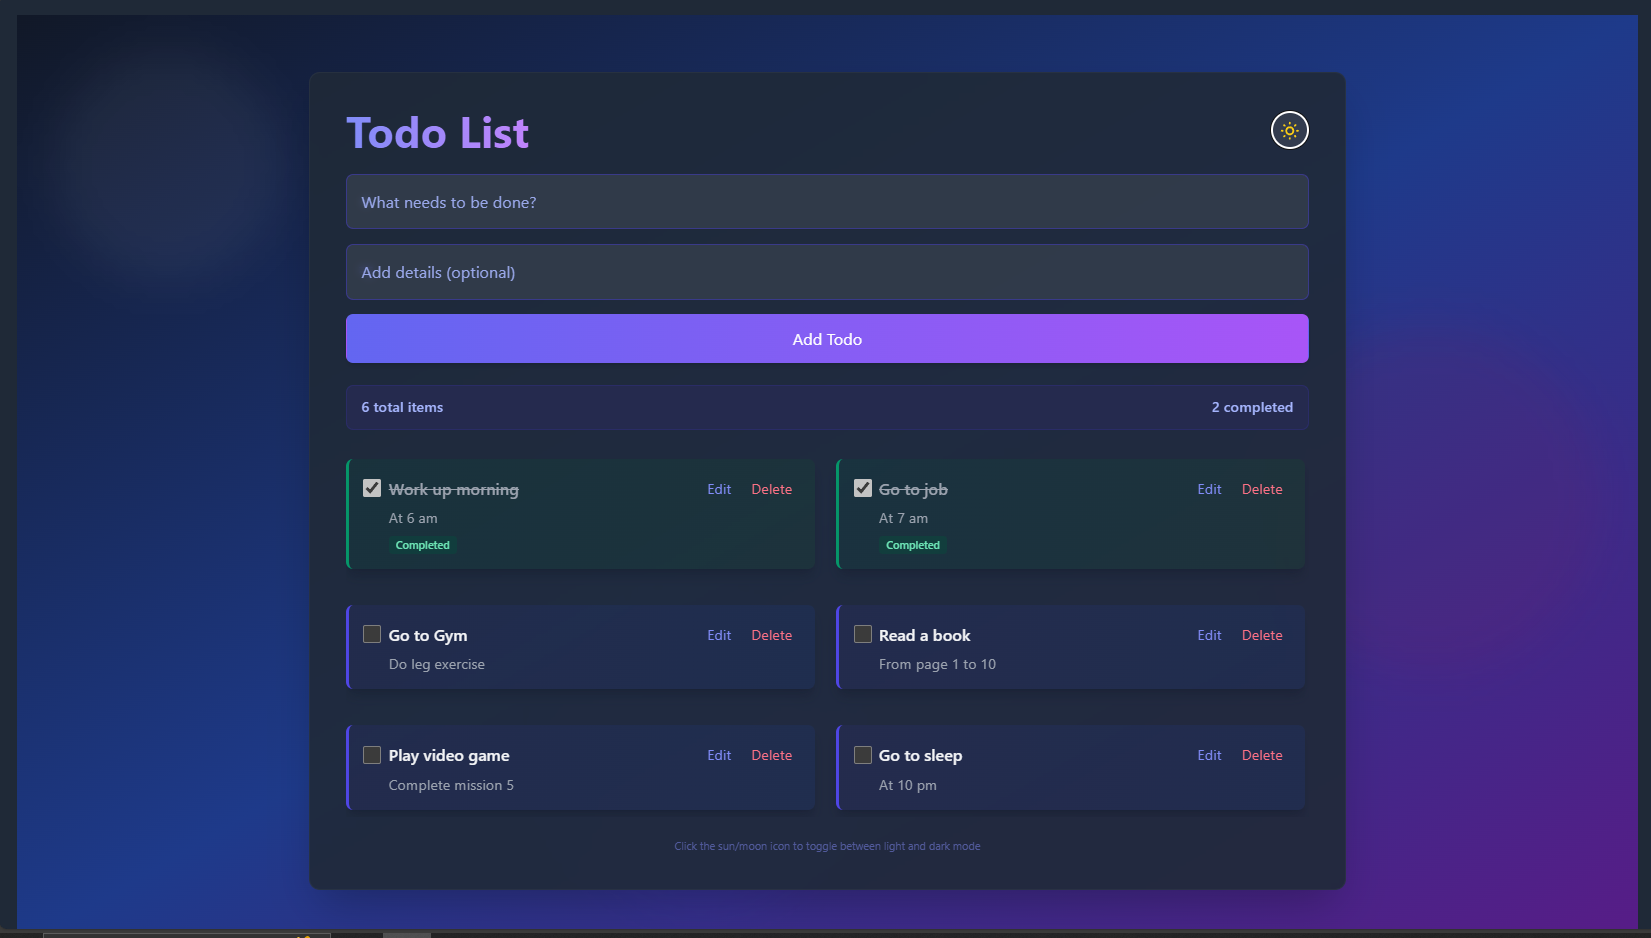 Todo List
What needs to be done?
Add details (optional)
Add Todo
6 total items
2 completed
Work up morning
Edit
Delete
At 6 am
Completed
Go to job
Edit
Delete
At 7 am
Completed
Go to Gym
Edit
Delete
Do leg exercise
Read a book
Edit
Delete
From page 1 to 10
Play video game
Edit
Delete
Complete mission 5
Go to sleep
Edit
Delete
At 10 pm
Click the sun/moon icon to toggle between light and dark mode